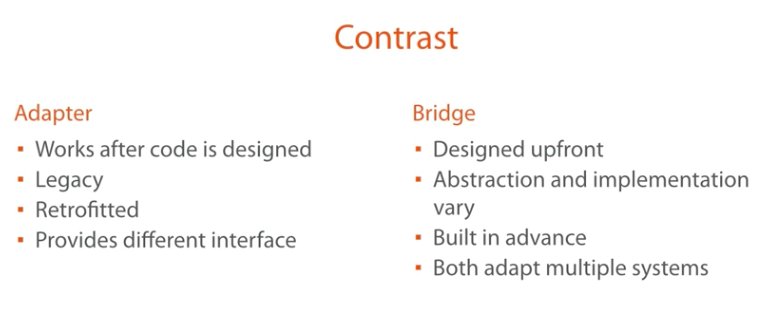 Contrast
Adapter
▪ Works after code is designed
▪ Legacy
▪ Retrofitted
▪ Provides different interface
Bridge
▪ Designed upfront
▪ Abstraction and implementation
vary
▪ Built in advance
▪ Both adapt multiple systems